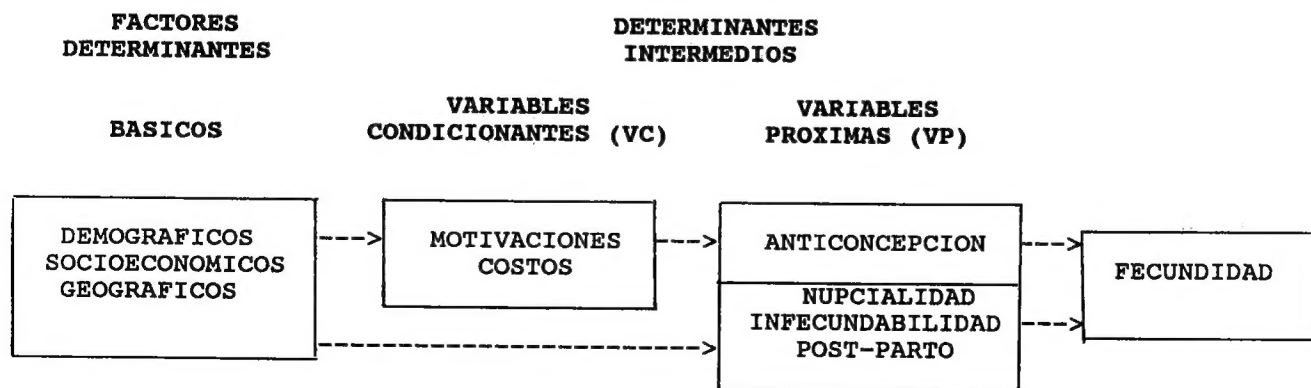 FACTORES
DETERMINANTES
DETERMINANTES
INTERMEDIOS
BASICOS
VARIABLES
CONDICIONANTES (VC)
VARIABLES
PROXIMAS (VP)
DEMOGRAFICOS
SOCIOECONOMICOS
GEOGRAFICOS
MOTIVACIONES
COSTOS
ANTICONCEPCION
NUPCIALIDAD
INFECUNDABILIDAD
POST-PARTO
FECUNDIDAD